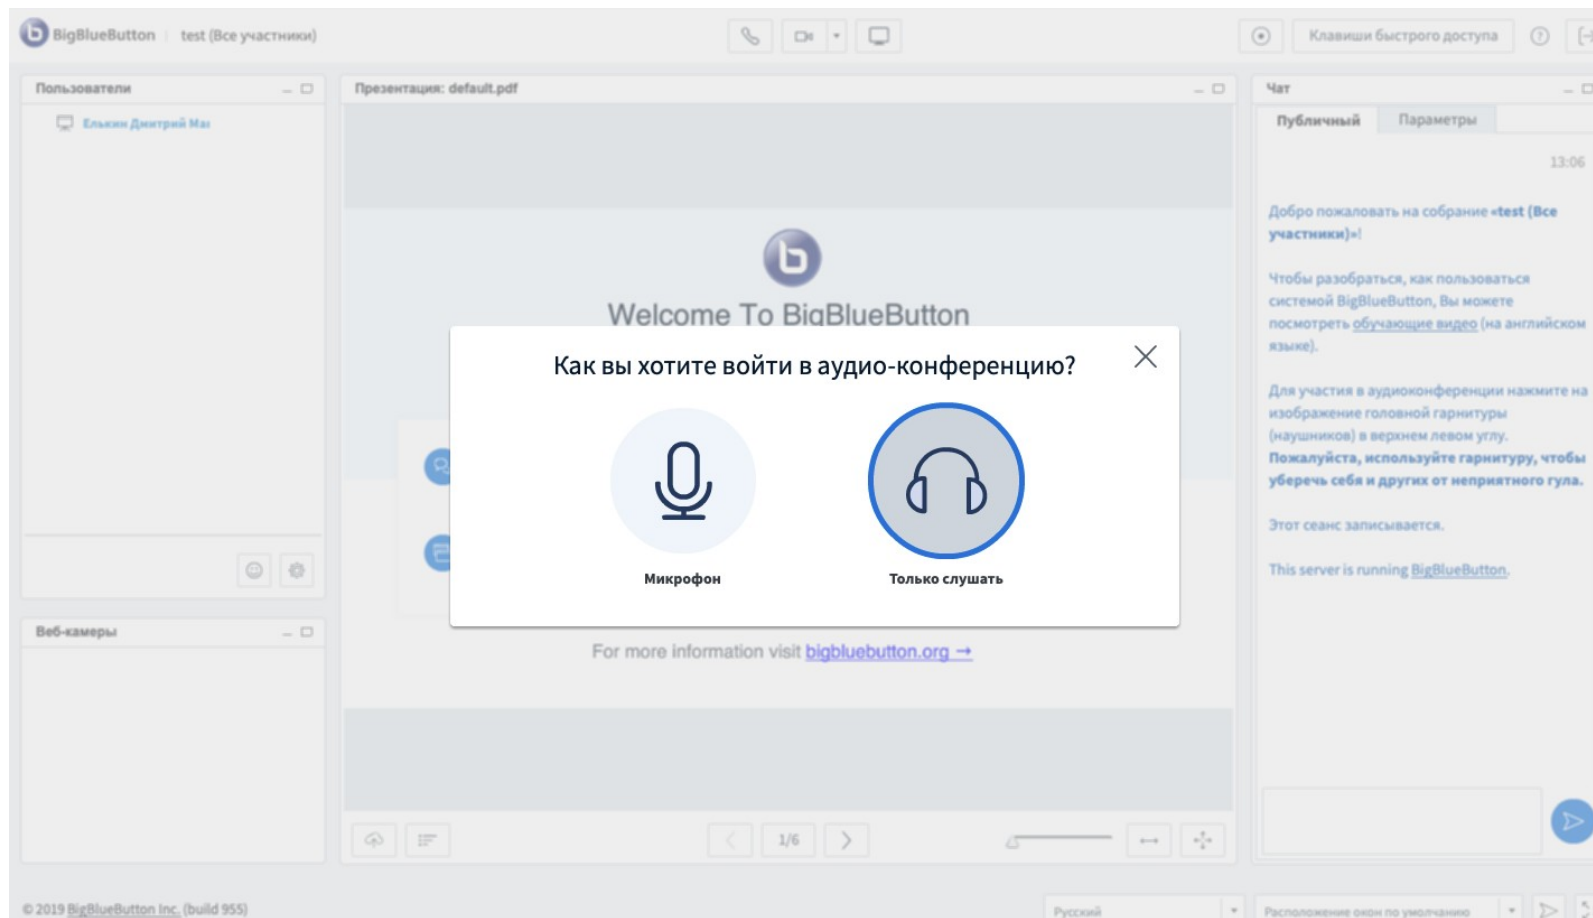 BigBlueButton
test (Все участники)
Клавиши быстрого доступа
Пользователи
Елькин Дмитрий Маı
Веб-камеры
Презентация: default.pdf
Welcome To BigBlueButton
Как вы хотите войти в аудио-конференцию?
Микрофон
Только слушать
For more information visit bigbluebutton.org →
1/6
Чат
Публичный
Параметры
13:06
Добро пожаловать на собрание «test (Все
участники)»!
Чтобы разобраться, как пользоваться
системой BigBlueButton, Вы можете
посмотреть обучающие видео (на английском
языке).
Для участия в аудиоконференции нажмите на
изображение головной гарнитуры
(наушников) в верхнем левом углу.
Пожалуйста, используйте гарнитуру, чтобы
уберечь себя и других от неприятного гула.
Этот сеанс записывается.
This server is running BigBlueButton.
© 2019 BigBlueButton Inc. (build 955)
Русский
Расположение окон по умолчанию